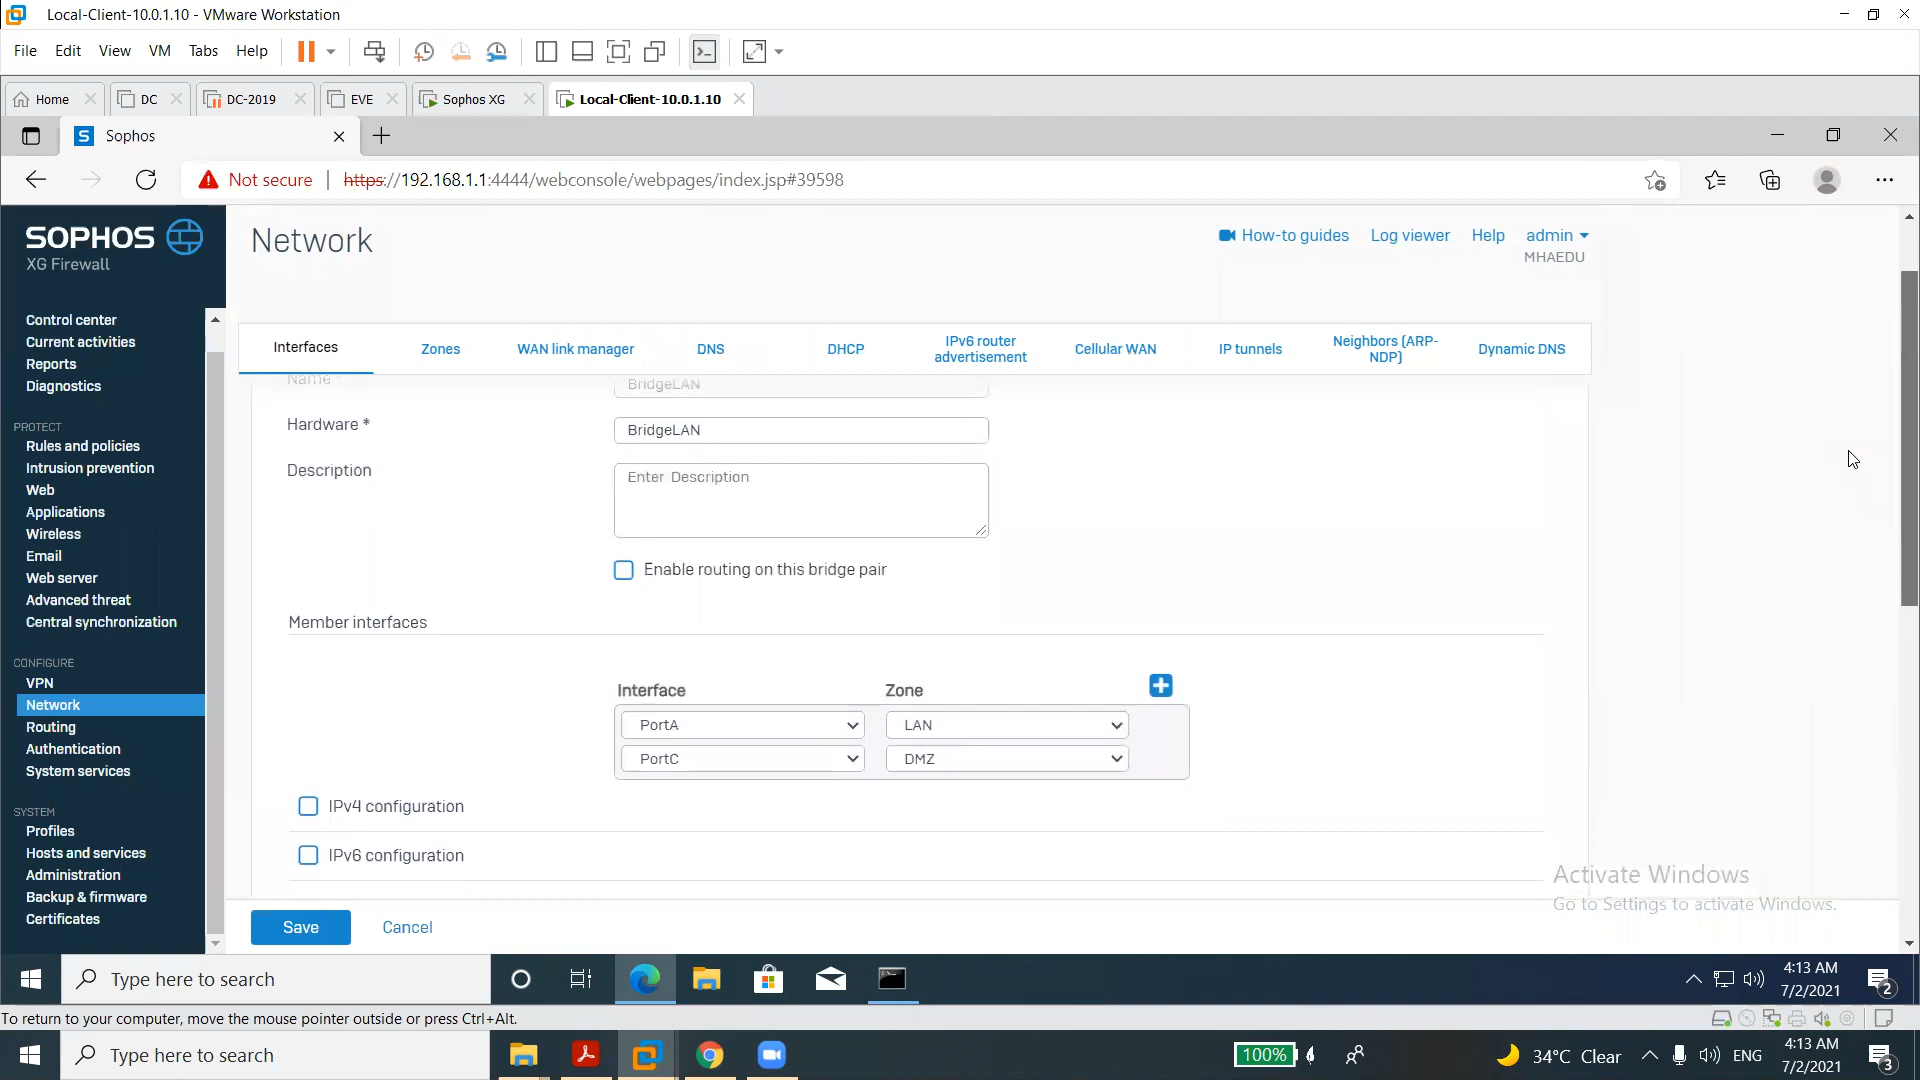 Local-Client-10.0.1.10 - VMware Workstation
File Edit View VM Tabs Help
Home DC DC-2019 EVE Sophos XG Local-Client-10.0.1.10
Sophos
Not secure | https://192.168.1.1:4444/webconsole/webpages/index.jsp#39598
SOPHOS
XG Firewall
Network
How-to guides Log viewer Help admin
MHAEDU
Control center
Current activities
Reports
Diagnostics
PROTECT
Rules and policies
Intrusion prevention
Web
Applications
Wireless
Email
Web server
Advanced threat
Central synchronization
CONFIGURE
VPN
Network
Routing
Authentication
System services
SYSTEM
Profiles
Hosts and services
Administration
Backup & firmware
Certificates
Interfaces Zones WAN link manager DNS DHCP IPv6 router advertisement Cellular WAN IP tunnels Neighbors (ARP-NDP) Dynamic DNS
Name * BridgeLAN
Hardware * BridgeLAN
Description Enter Description
Enable routing on this bridge pair
Member interfaces
Interface Zone
PortA LAN
PortC DMZ
IPv4 configuration
IPv6 configuration
Activate Windows
Go to Settings to activate Windows.
Save Cancel
Type here to search
4:13 AM
7/2/2021
2
To return to your computer, move the mouse pointer outside or press Ctrl+Alt.
Type here to search
100%
34°C Clear
ENG
4:13 AM
7/2/2021
3